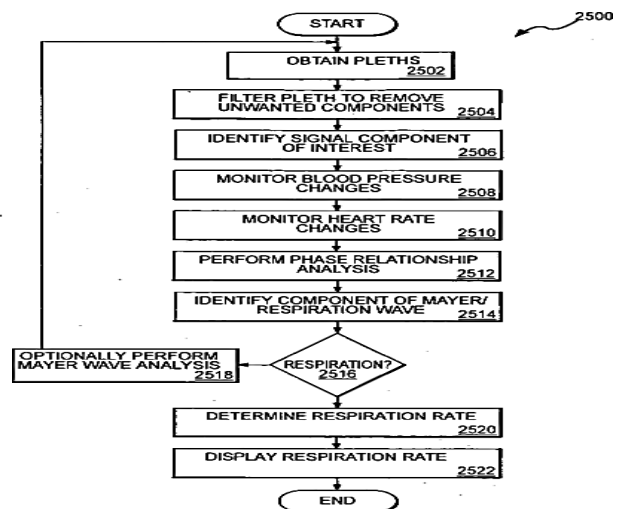 START
2500
OBTAIN PLETHS
2502
FILTER PLETH TO REMOVE
UNWANTED COMPONENTS 2504
IDENTIFY SIGNAL COMPONENT
OF INTEREST 2506
MONITOR BLOOD PRESSURE
CHANGES 2508
MONITOR HEART RATE
CHANGES 2510
PERFORM PHASE RELATIONSHIP
ANALYSIS 2512
IDENTIFY COMPONENT OF MAYER/
RESPIRATION WAVE 2514
OPTIONALLY PERFORM
MAYER WAVE ANALYSIS
2518
RESPIRATION?
2516
DETERMINE RESPIRATION RATE
2520
DISPLAY RESPIRATION RATE
2522
END